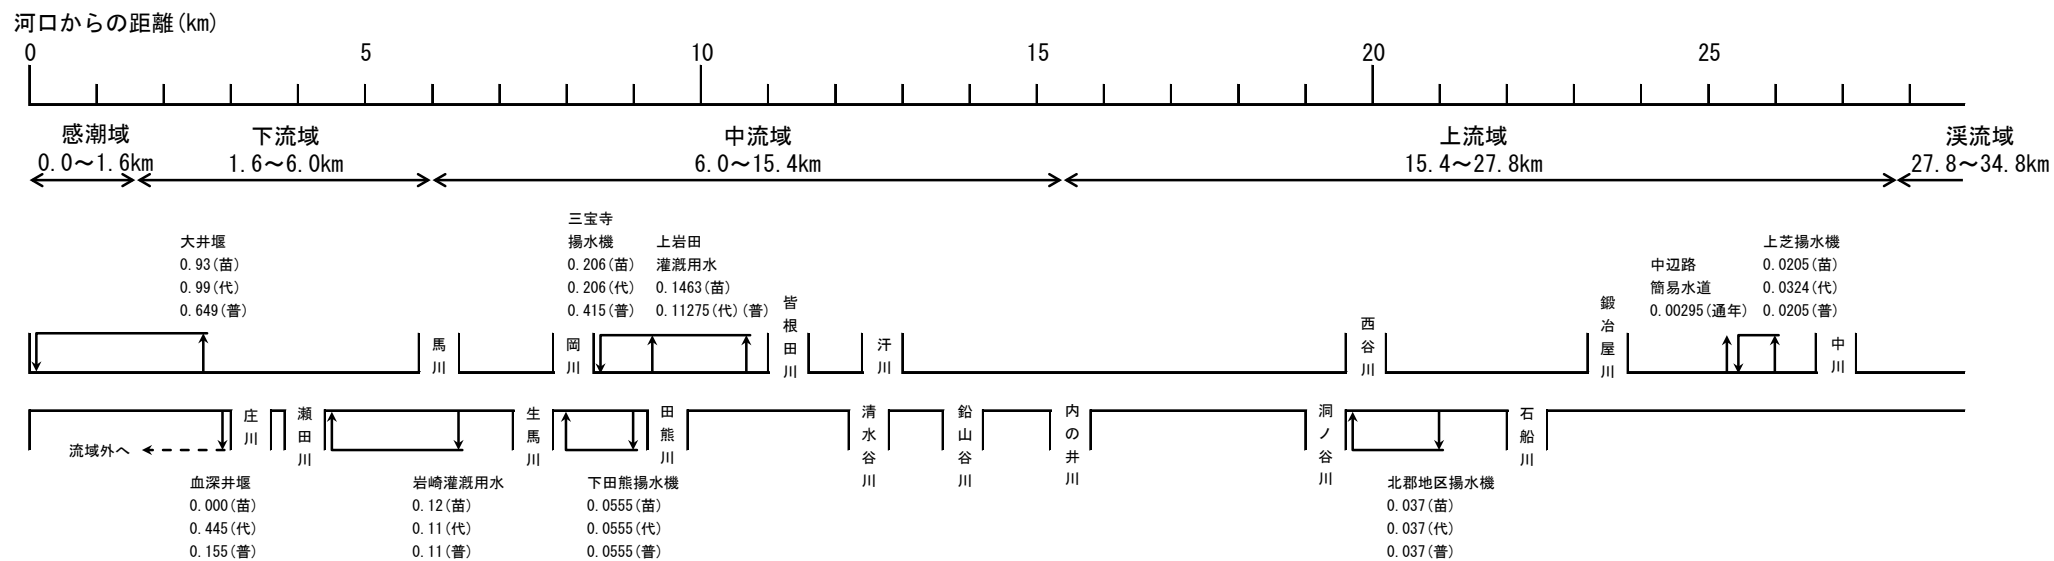 河口からの距離(km)
0 5 10 15 20 25
感潮域
0.0～1.6km
下流域
1.6～6.0km
中流域
6.0～15.4km
上流域
15.4～27.8km
渓流域
27.8～34.8km
大井堰
0.93(苗)
0.99(代)
0.649(普)
三宝寺
揚水機
0.206(苗)
0.206(代)
0.415(普)
上岩田
灌漑用水
0.1463(苗)
0.11275(代)(普)
中辺路
簡易水道
0.00295(通年)
上芝揚水機
0.0205(苗)
0.0324(代)
0.0205(普)
馬川
岡川
皆根田川
汗川
西谷川
鍛冶屋川
中川
庄川
瀬田川
生馬川
田熊川
清水谷川
鉛山谷川
内の井川
洞ノ谷川
石船川
流域外へ
血深井堰
0.000(苗)
0.445(代)
0.155(普)
岩崎灌漑用水
0.12(苗)
0.11(代)
0.11(普)
下田熊揚水機
0.0555(苗)
0.0555(代)
0.0555(普)
北郡地区揚水機
0.037(苗)
0.037(代)
0.037(普)